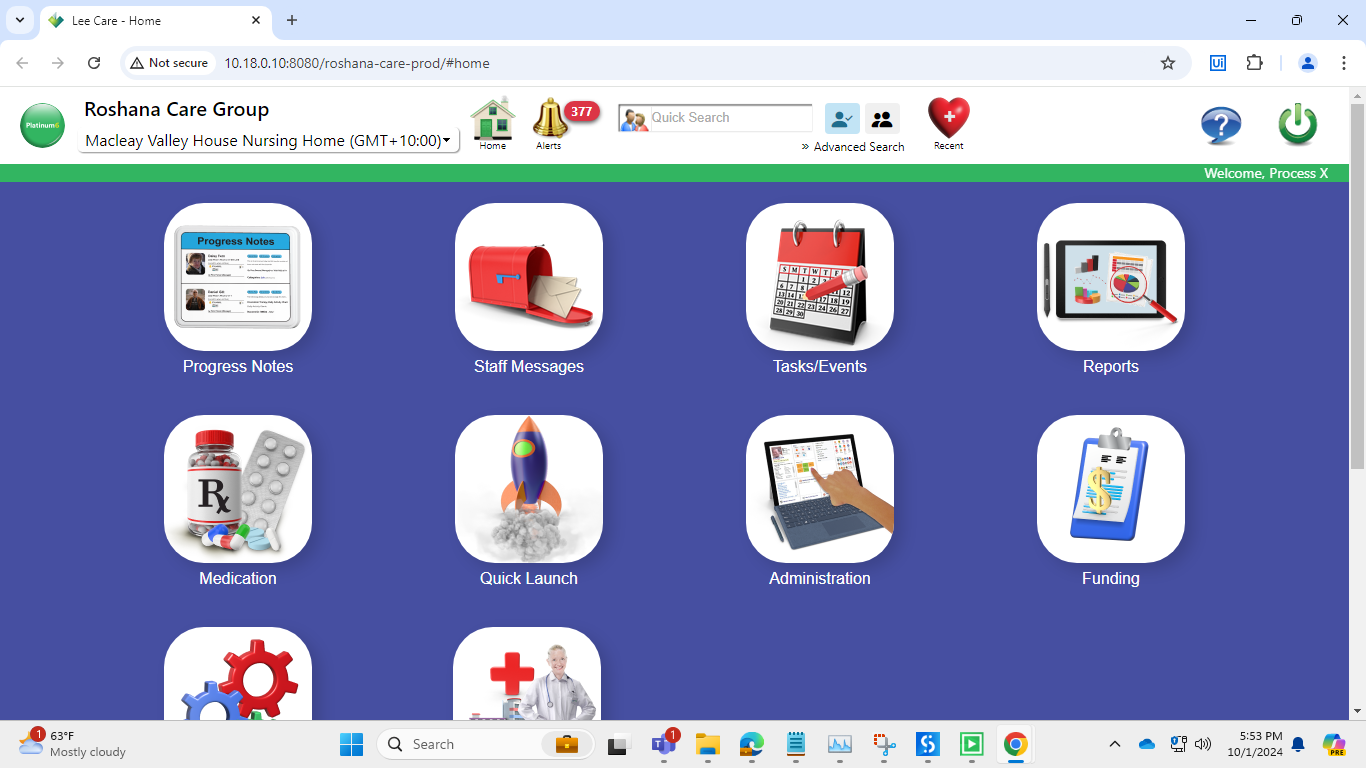 Lee Care - Home
Not secure
10.18.0.10:8080/roshana-care-prod/#home
Platinum6
Roshana Care Group
Macleay Valley House Nursing Home (GMT+10:00)
Home
Alerts
377
Quick Search
» Advanced Search
Recent
Welcome, Process X
Progress Notes
Progress Notes
Staff Messages
Tasks/Events
Reports
Medication
Quick Launch
Administration
Funding
1
63°F
Mostly cloudy
Search
1
5:53 PM
10/1/2024
PRE